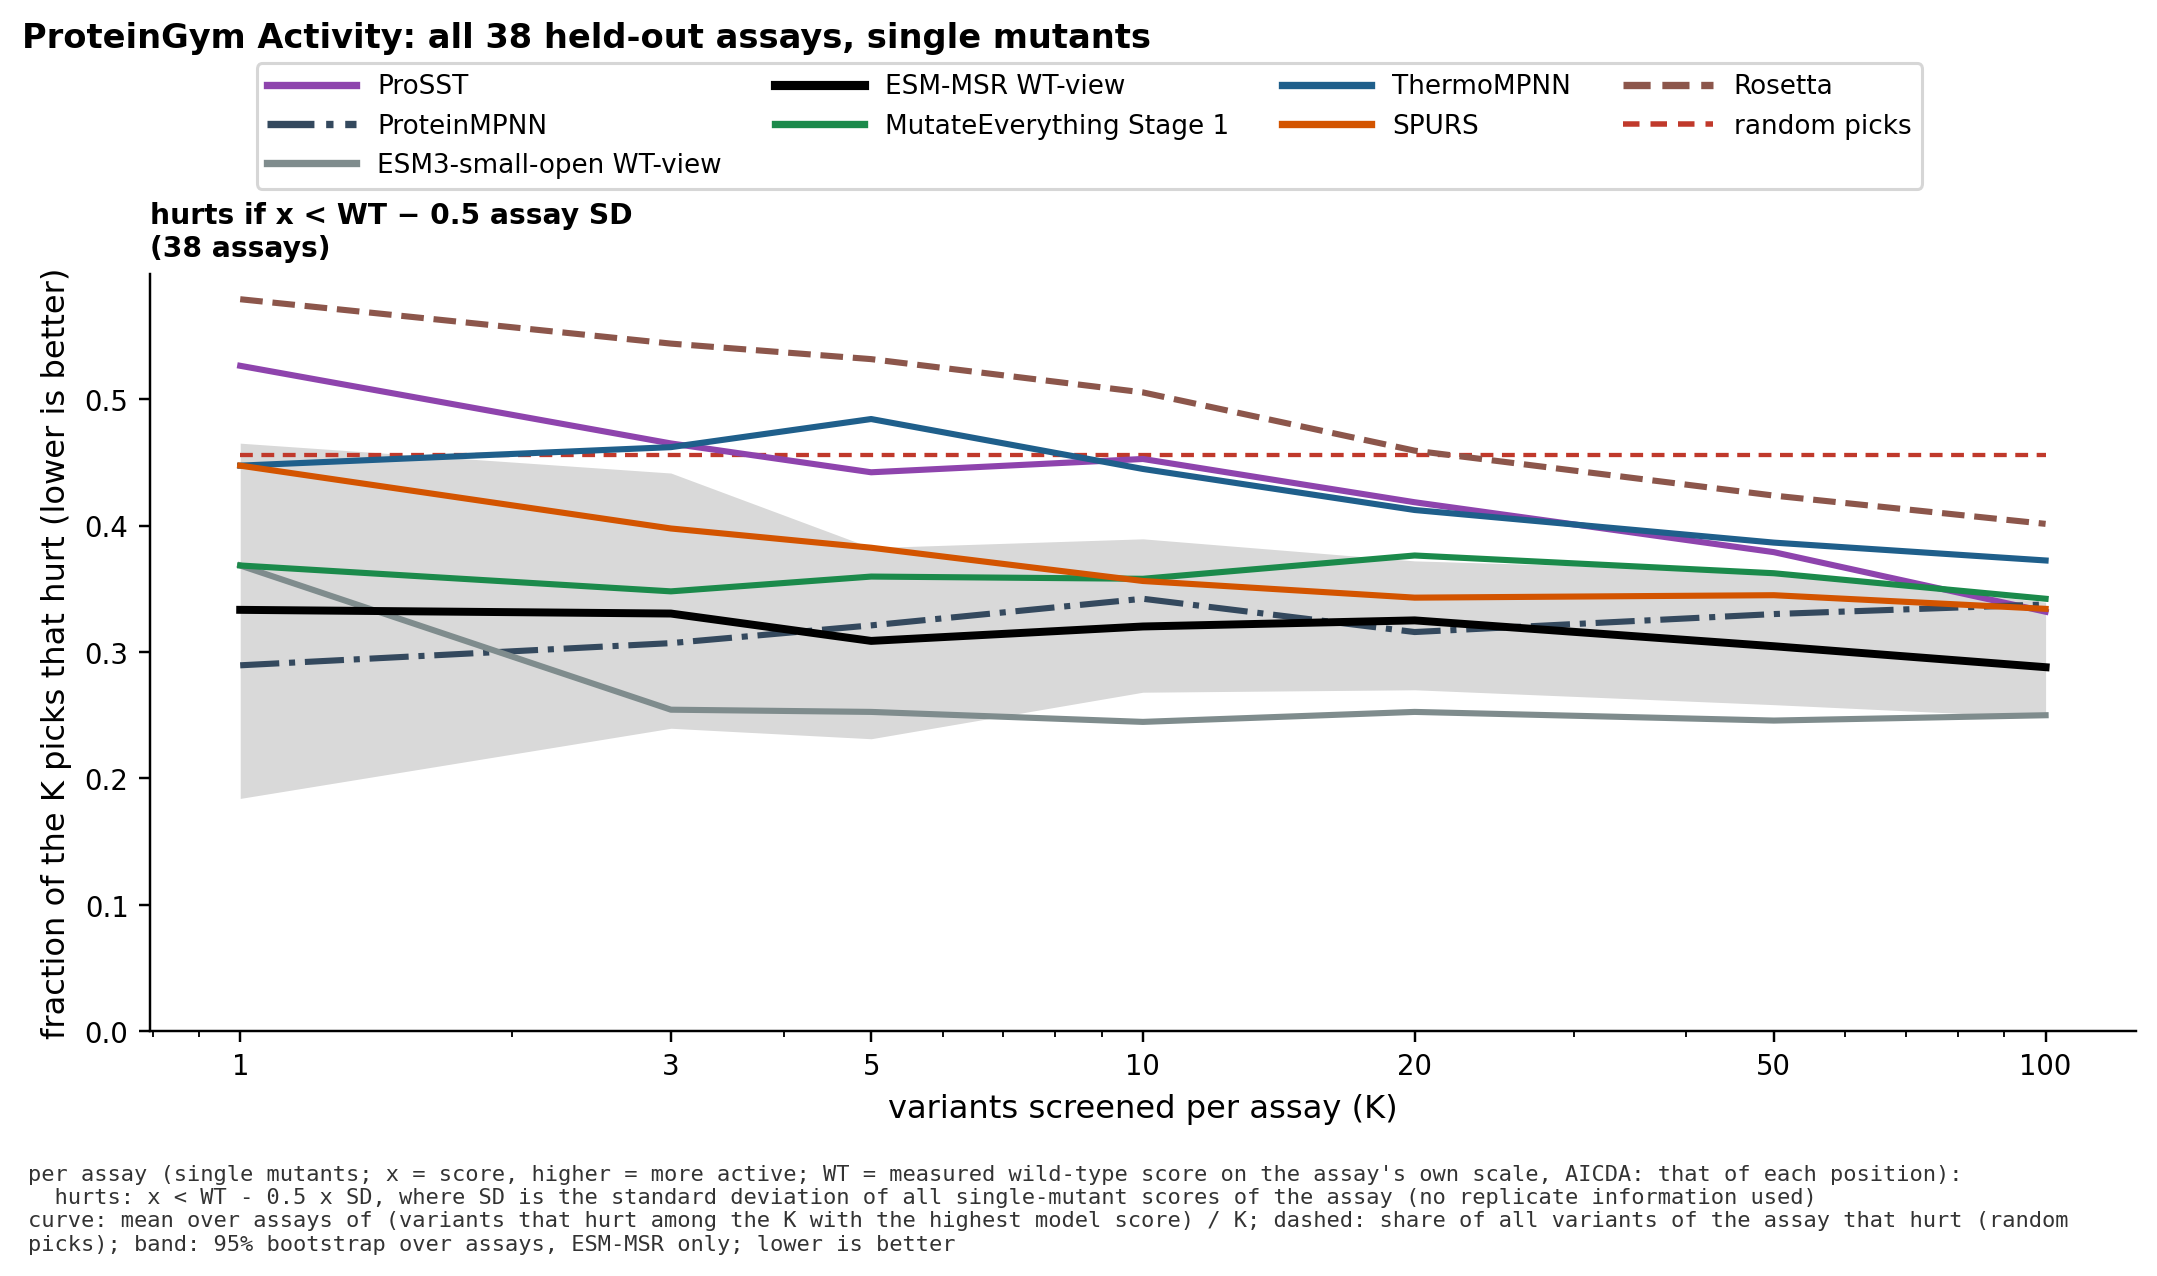 ProteinGym Activity: all 38 held-out assays, single mutants
ProSST
ProteinMPNN
ESM3-small-open WT-view
ESM-MSR WT-view
MutateEverything Stage 1
ThermoMPNN
SPURS
Rosetta
random picks
hurts if x < WT − 0.5 assay SD
(38 assays)
fraction of the K picks that hurt (lower is better)
0.5
0.4
0.3
0.2
0.1
0.0
1
3
5
10
20
50
100
variants screened per assay (K)
per assay (single mutants; x = score, higher = more active; WT = measured wild-type score on the assay's own scale, AICDA: that of each position):
  hurts: x < WT - 0.5 x SD, where SD is the standard deviation of all single-mutant scores of the assay (no replicate information used)
curve: mean over assays of (variants that hurt among the K with the highest model score) / K; dashed: share of all variants of the assay that hurt (random
picks); band: 95% bootstrap over assays, ESM-MSR only; lower is better